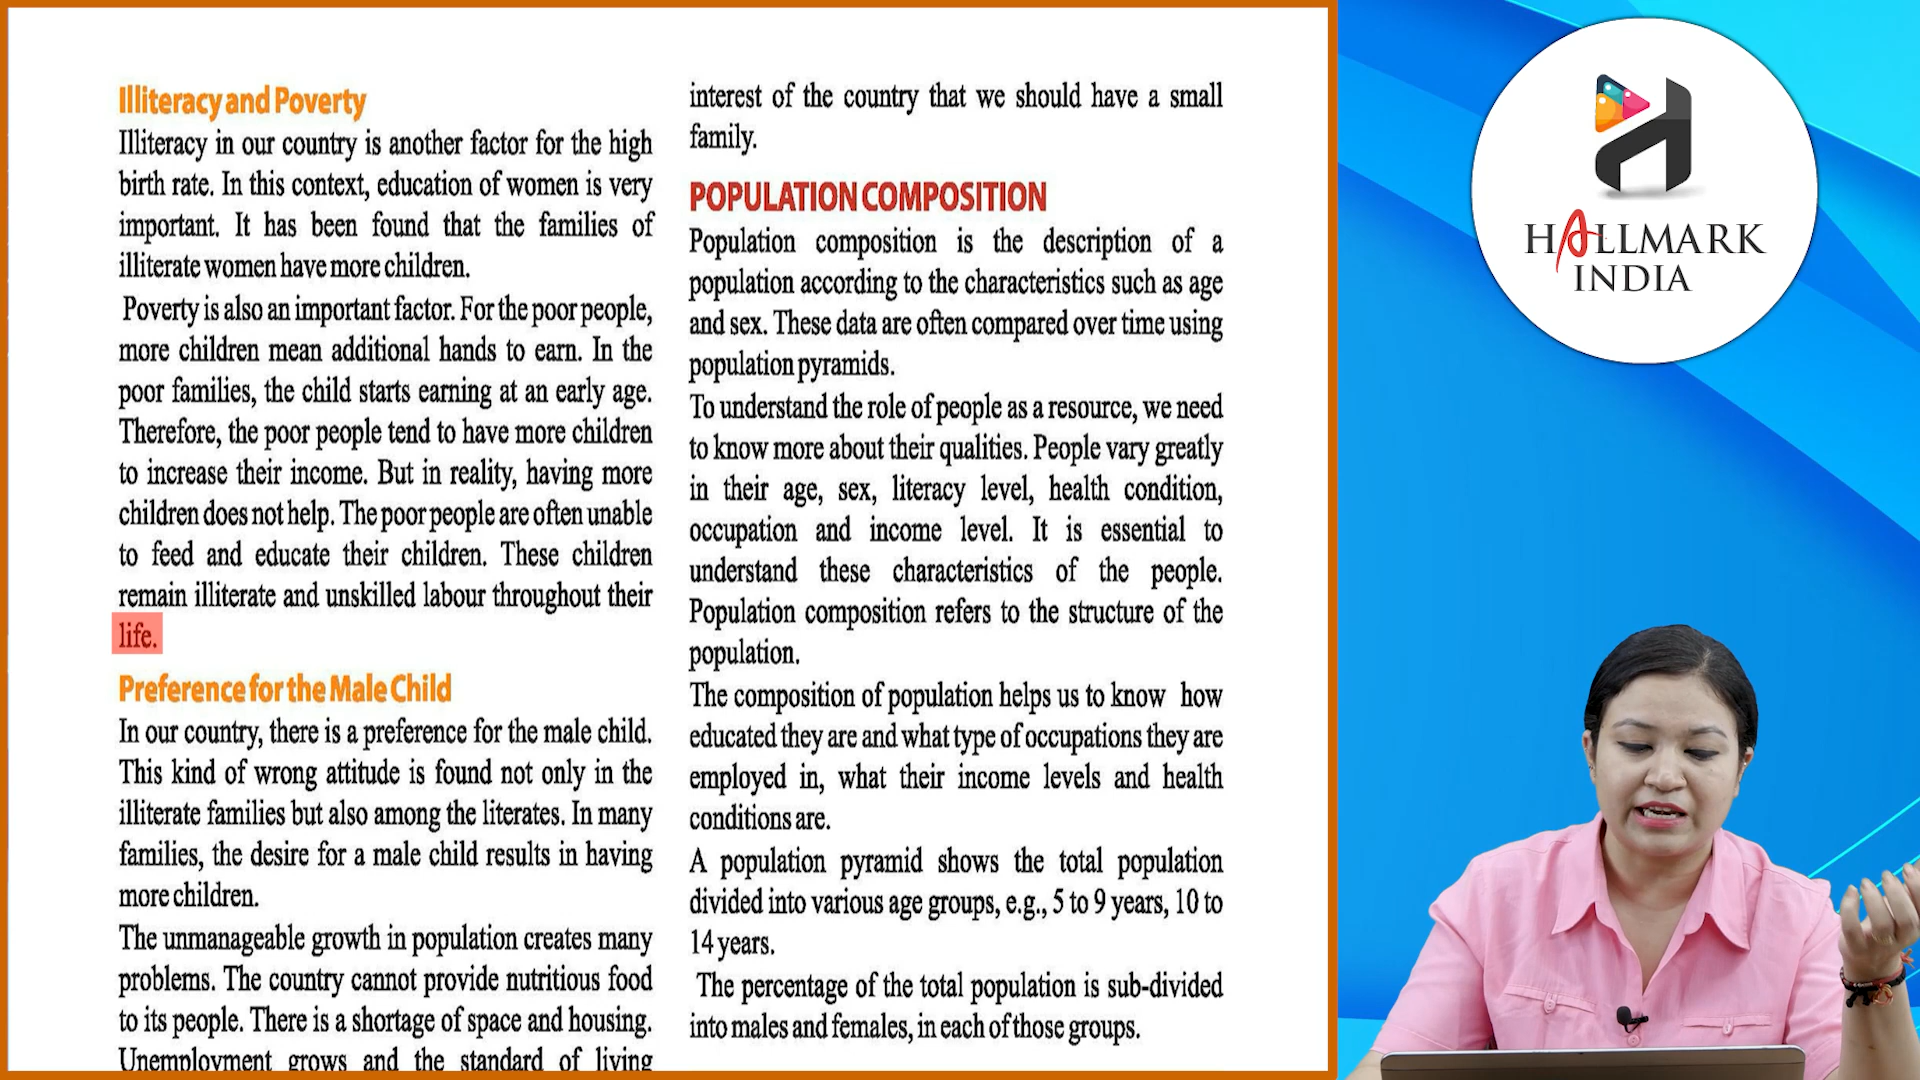 Illiteracy and Poverty
Illiteracy in our country is another factor for the high
birth rate. In this context, education of women is very
important. It has been found that the families of
illiterate women have more children.
Poverty is also an important factor. For the poor people,
more children mean additional hands to earn. In the
poor families, the child starts earning at an early age.
Therefore, the poor people tend to have more children
to increase their income. But in reality, having more
children does not help. The poor people are often unable
to feed and educate their children. These children
remain illiterate and unskilled labour throughout their
life.
Preference for the Male Child
In our country, there is a preference for the male child.
This kind of wrong attitude is found not only in the
illiterate families but also among the literates. In many
families, the desire for a male child results in having
more children.
The unmanageable growth in population creates many
problems. The country cannot provide nutritious food
to its people. There is a shortage of space and housing.
Unemployment grows and the standard of living
interest of the country that we should have a small
family.
POPULATION COMPOSITION
Population composition is the description of a
population according to the characteristics such as age
and sex. These data are often compared over time using
population pyramids.
To understand the role of people as a resource, we need
to know more about their qualities. People vary greatly
in their age, sex, literacy level, health condition,
occupation and income level. It is essential to
understand these characteristics of the people.
Population composition refers to the structure of the
population.
The composition of population helps us to know how
educated they are and what type of occupations they are
employed in, what their income levels and health
conditions are.
A population pyramid shows the total population
divided into various age groups, e.g., 5 to 9 years, 10 to
14 years.
The percentage of the total population is sub-divided
into males and females, in each of those groups.
HALLMARK
INDIA